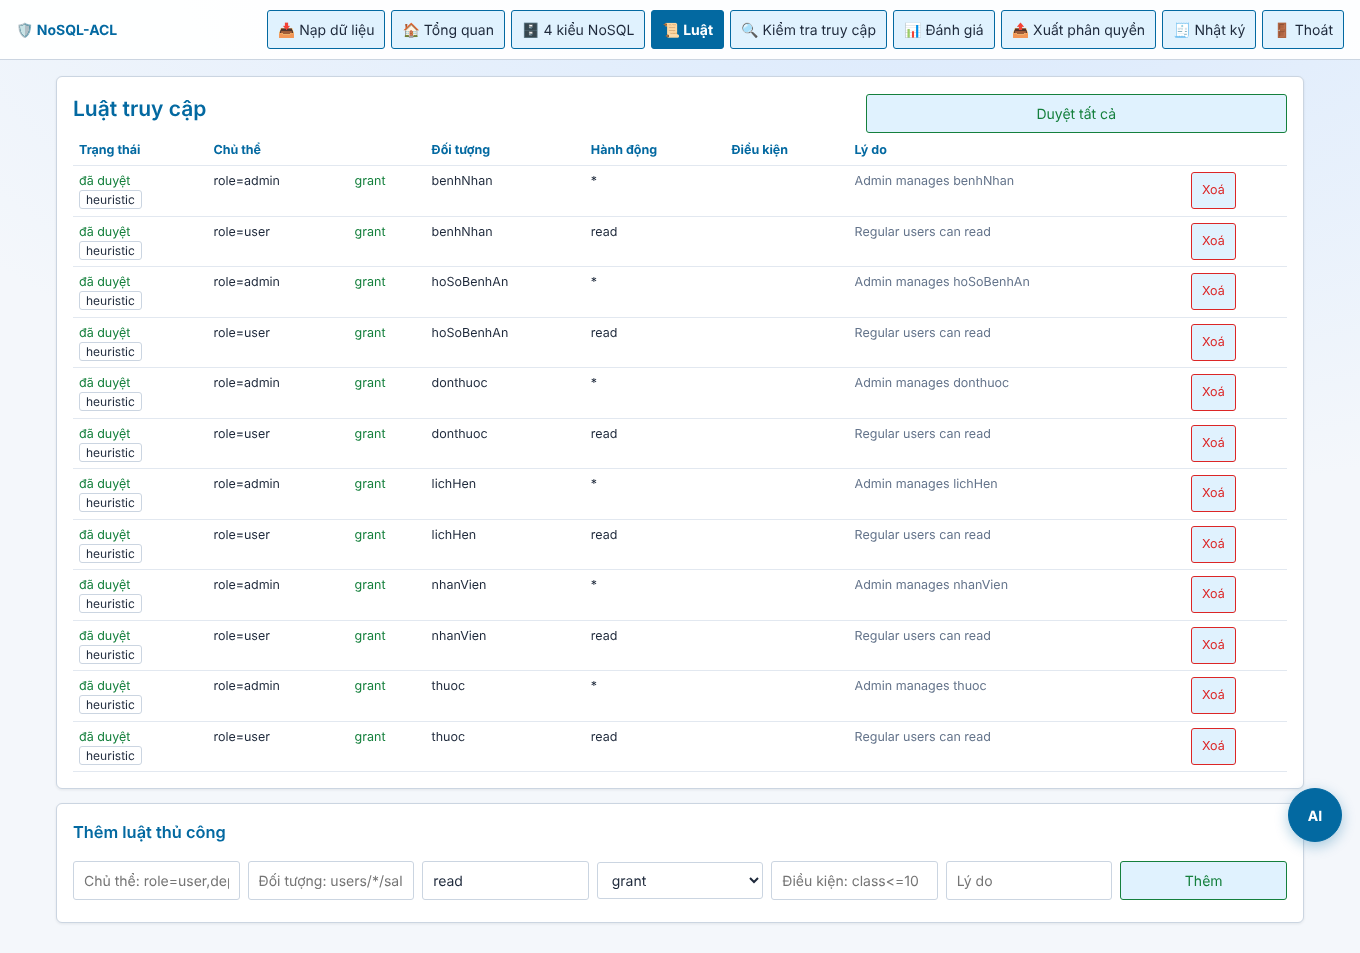 NoSQL-ACL
Nạp dữ liệu
Tổng quan
4 kiểu NoSQL
Luật
Kiểm tra truy cập
Đánh giá
Xuất phân quyền
Nhật ký
Thoát
Luật truy cập
Duyệt tất cả
Trạng thái Chủ thể Đối tượng Hành động Điều kiện Lý do
đã duyệt role=admin grant benhNhan * Admin manages benhNhan Xoá
heuristic
đã duyệt role=user grant benhNhan read Regular users can read Xoá
heuristic
đã duyệt role=admin grant hoSoBenhAn * Admin manages hoSoBenhAn Xoá
heuristic
đã duyệt role=user grant hoSoBenhAn read Regular users can read Xoá
heuristic
đã duyệt role=admin grant donthuoc * Admin manages donthuoc Xoá
heuristic
đã duyệt role=user grant donthuoc read Regular users can read Xoá
heuristic
đã duyệt role=admin grant lichHen * Admin manages lichHen Xoá
heuristic
đã duyệt role=user grant lichHen read Regular users can read Xoá
heuristic
đã duyệt role=admin grant nhanVien * Admin manages nhanVien Xoá
heuristic
đã duyệt role=user grant nhanVien read Regular users can read Xoá
heuristic
đã duyệt role=admin grant thuoc * Admin manages thuoc Xoá
heuristic
đã duyệt role=user grant thuoc read Regular users can read Xoá
heuristic
AI
Thêm luật thủ công
Chủ thể: role=user,de Đối tượng: users/*/sal read grant Điều kiện: class<=10 Lý do Thêm